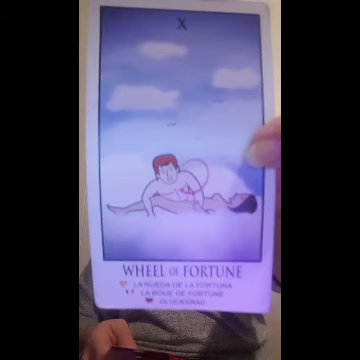 X
WHEEL OF FORTUNE
LA RUEDA DE LA FORTUNA
LA ROUE DE FORTUNE
GLÜCKSRAD